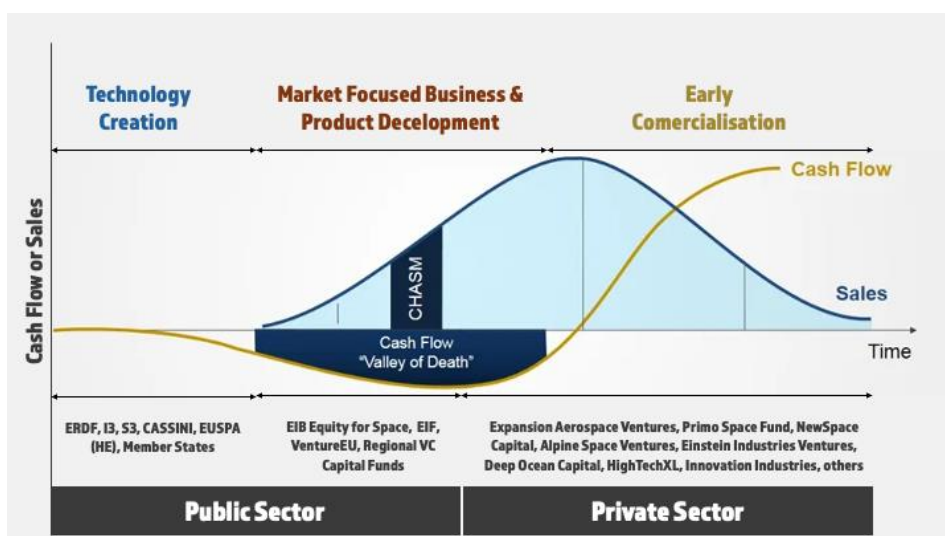 Technology
Creation
Market Focused Business &
Product Decelopment
Early
Comercialisation
Cash Flow or Sales
CHASM
Cash Flow
"Valley of Death"
Cash Flow
Sales
Time
ERDF, I3, S3, CASSINI, EUSPA
(HE), Member States
EIB Equity for Space, EIF,
VentureEU, Regional VC
Capital Funds
Expansion Aerospace Ventures, Primo Space Fund, NewSpace
Capital, Alpine Space Ventures, Einstein Industries Ventures,
Deep Ocean Capital, HighTechXL, Innovation Industries, others
Public Sector
Private Sector